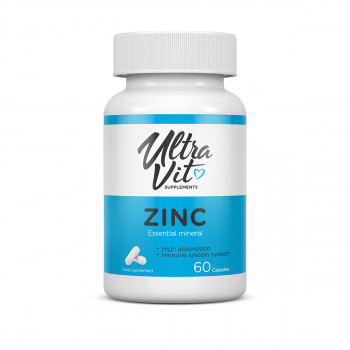 Ultra
Vit
SUPPLEMENTS
ZINC
Essential mineral
+ High absorption
+ Immune system support
Food supplement
60 Capsules